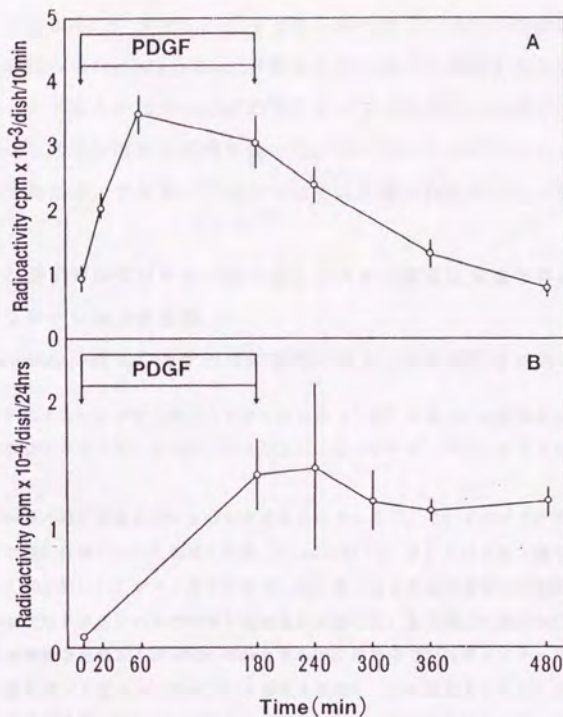 Radioactivity cpm x 10⁻³/dish/10min
5
4
3
2
1
0
PDGF
A
Radioactivity cpm x 10⁻⁴/dish/24hrs
2
1
0
PDGF
B
0 20 60 180 240 300 360 480
Time(min)